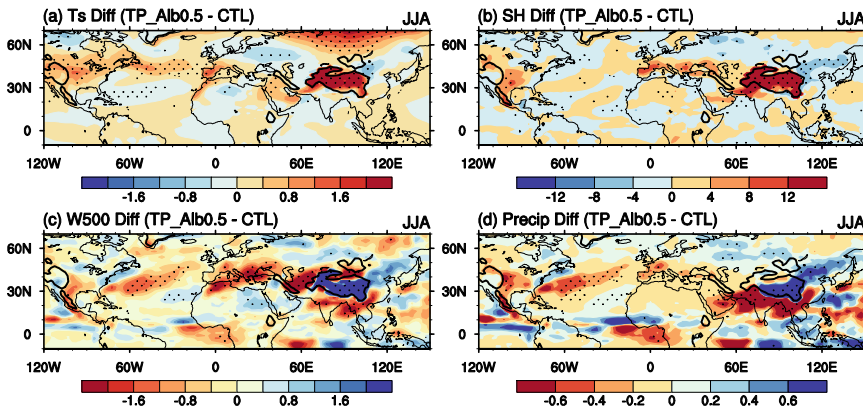 (a) Ts Diff (TP_Alb0.5 - CTL) JJA
60N
30N
0
120W 60W 0 60E 120E
-1.6 -0.8 0 0.8 1.6
(b) SH Diff (TP_Alb0.5 - CTL) JJA
60N
30N
0
120W 60W 0 60E 120E
-12 -8 -4 0 4 8 12
(c) W500 Diff (TP_Alb0.5 - CTL) JJA
60N
30N
0
120W 60W 0 60E 120E
-1.6 -0.8 0 0.8 1.6
(d) Precip Diff (TP_Alb0.5 - CTL) JJA
60N
30N
0
120W 60W 0 60E 120E
-0.6 -0.4 -0.2 0 0.2 0.4 0.6